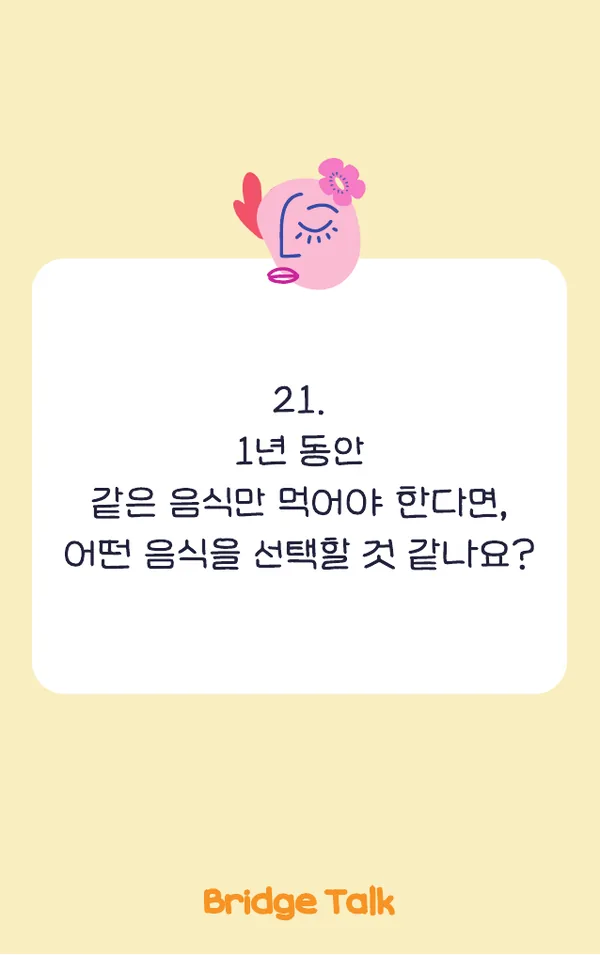 21.
1년 동안
같은 음식만 먹어야 한다면,
어떤 음식을 선택할 것 같나요?
Bridge Talk